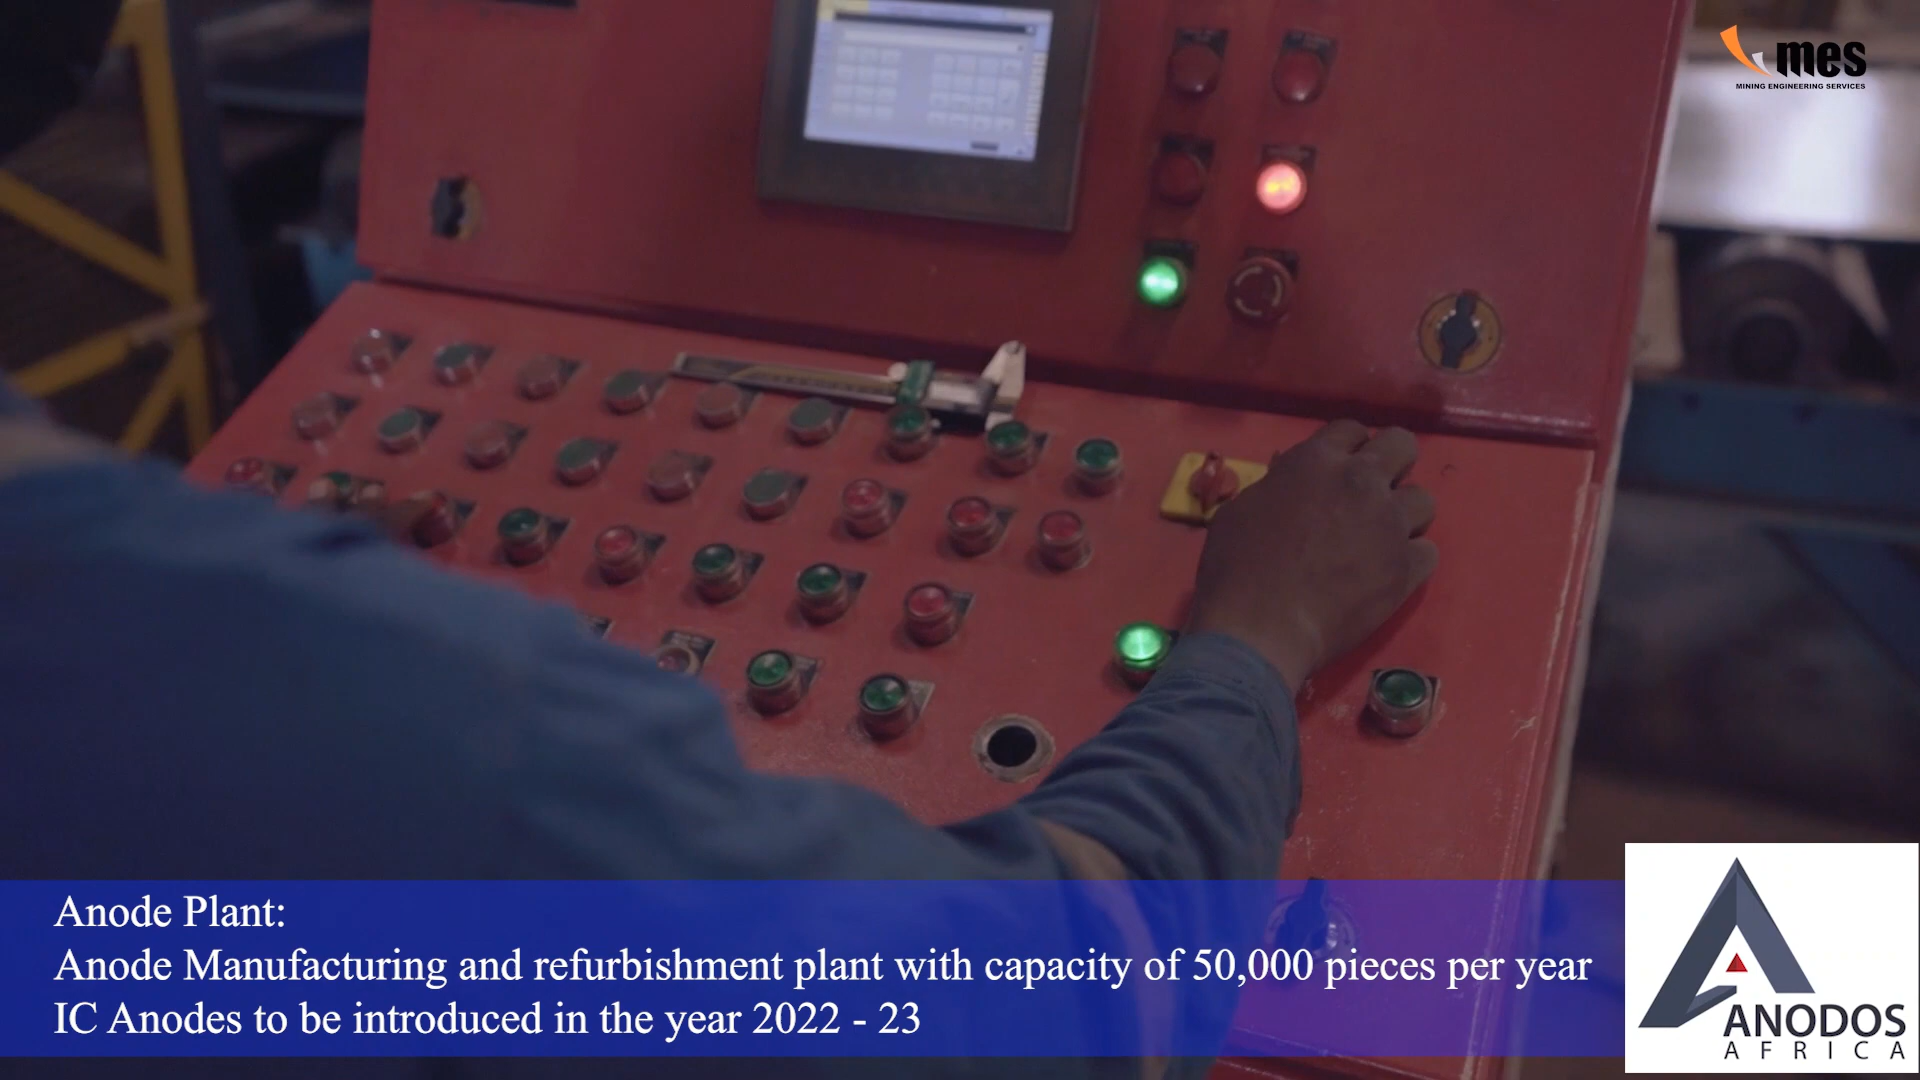 mes
MINING ENGINEERING SERVICES
Anode Plant:
Anode Manufacturing and refurbishment plant with capacity of 50,000 pieces per year
IC Anodes to be introduced in the year 2022 - 23
ANODOS
AFRICA